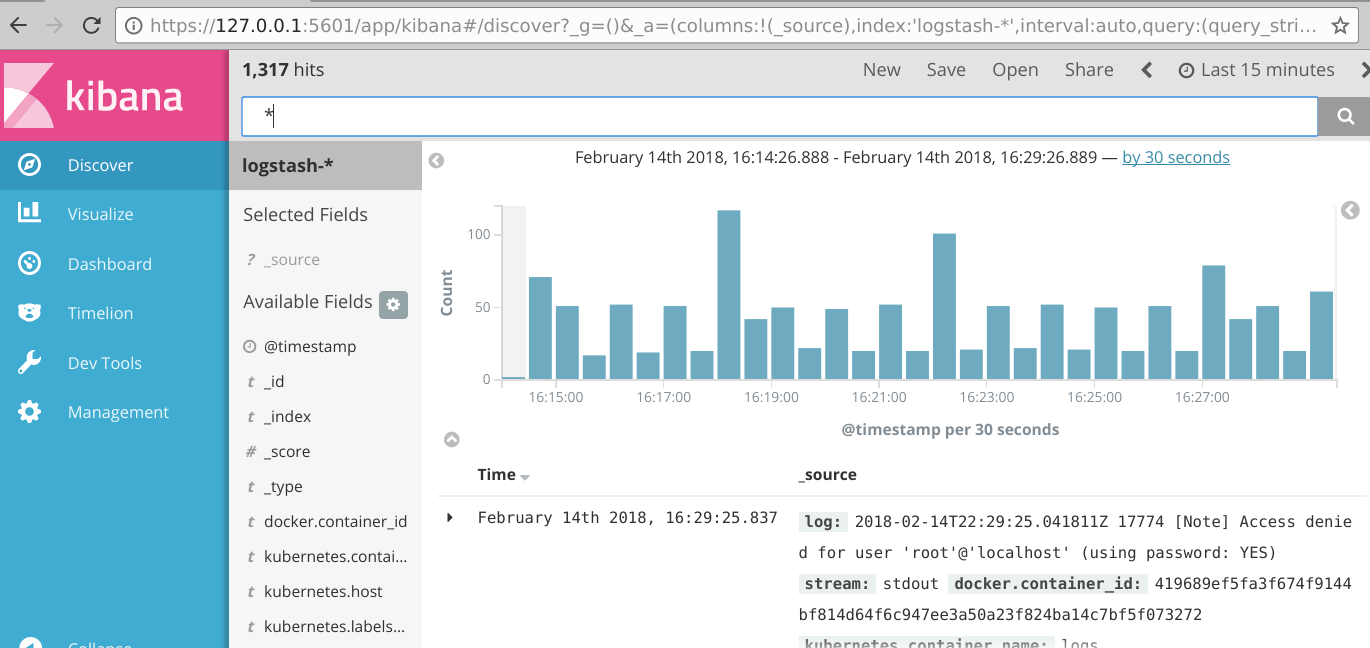 https://127.0.0.1:5601/app/kibana#/discover?_g=()&_a=(columns:!(_source),index:'logstash-*',interval:auto,query:(query_stri...
kibana
1,317 hits
New Save Open Share Last 15 minutes
*
Discover
Visualize
Dashboard
Timelion
Dev Tools
Management
Collapse
logstash-*
Selected Fields
? _source
Available Fields
@timestamp
t _id
t _index
# _score
t _type
t docker.container_id
t kubernetes.contai...
t kubernetes.host
t kubernetes.labels...
February 14th 2018, 16:14:26.888 - February 14th 2018, 16:29:26.889 — by 30 seconds
Count
100
50
0
16:15:00 16:17:00 16:19:00 16:21:00 16:23:00 16:25:00 16:27:00
@timestamp per 30 seconds
Time _source
February 14th 2018, 16:29:25.837
log: 2018-02-14T22:29:25.041811Z 17774 [Note] Access denie
d for user 'root'@'localhost' (using password: YES)
stream: stdout docker.container_id: 419689ef5fa3f674f9144
bf814d64f6c947ee3a50a23f824ba14c7bf5f073272
kubernetes.container_name: logs